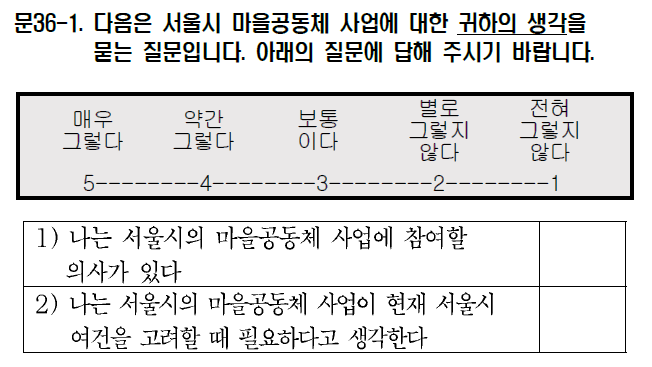 문36-1. 다음은 서울시 마을공동체 사업에 대한 귀하의 생각을
묻는 질문입니다. 아래의 질문에 답해 주시기 바랍니다.
매우 약간 보통 별로 전혀
그렇다 그렇다 이다 그렇지 그렇지
않다 않다
5--------4--------3--------2--------1
1) 나는 서울시의 마을공동체 사업에 참여할
의사가 있다
2) 나는 서울시의 마을공동체 사업이 현재 서울시
여건을 고려할 때 필요하다고 생각한다